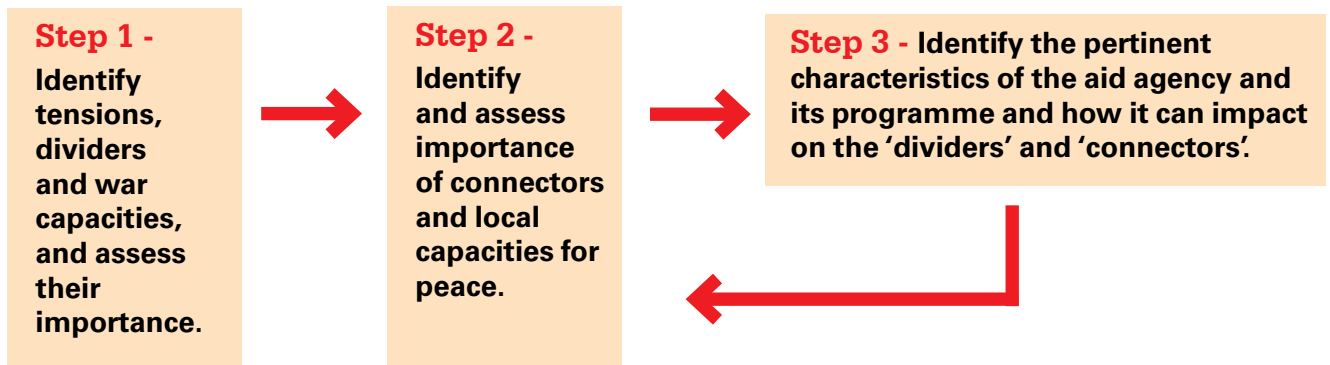 Step 1 -
Identify
tensions,
dividers
and war
capacities,
and assess
their
importance.
Step 2 -
Identify
and assess
importance
of connectors
and local
capacities for
peace.
Step 3 - Identify the pertinent
characteristics of the aid agency and
its programme and how it can impact
on the ‘dividers’ and ‘connectors’.